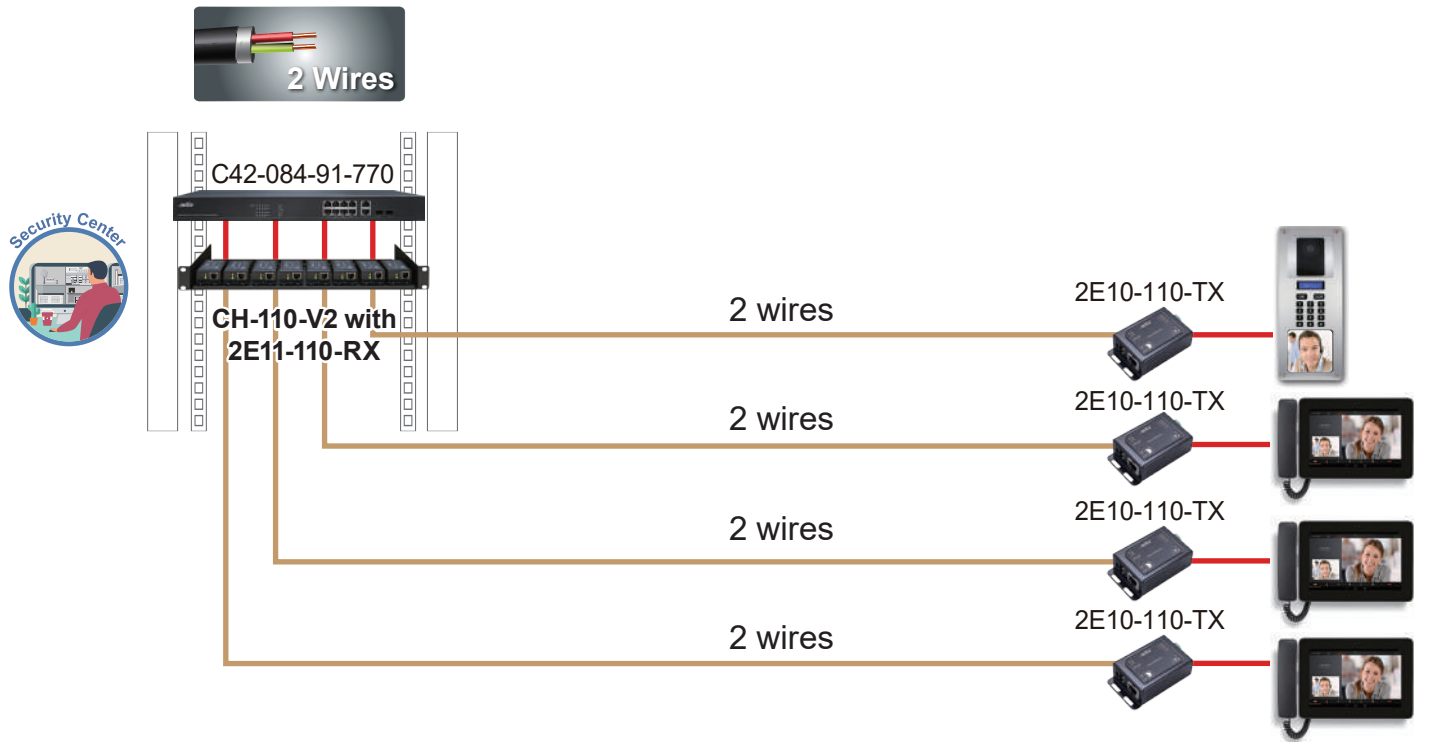 2 Wires
C42-084-91-770
Security Center
CH-110-V2 with
2E11-110-RX
2 wires
2E10-110-TX
2 wires
2E10-110-TX
2 wires
2E10-110-TX
2 wires
2E10-110-TX